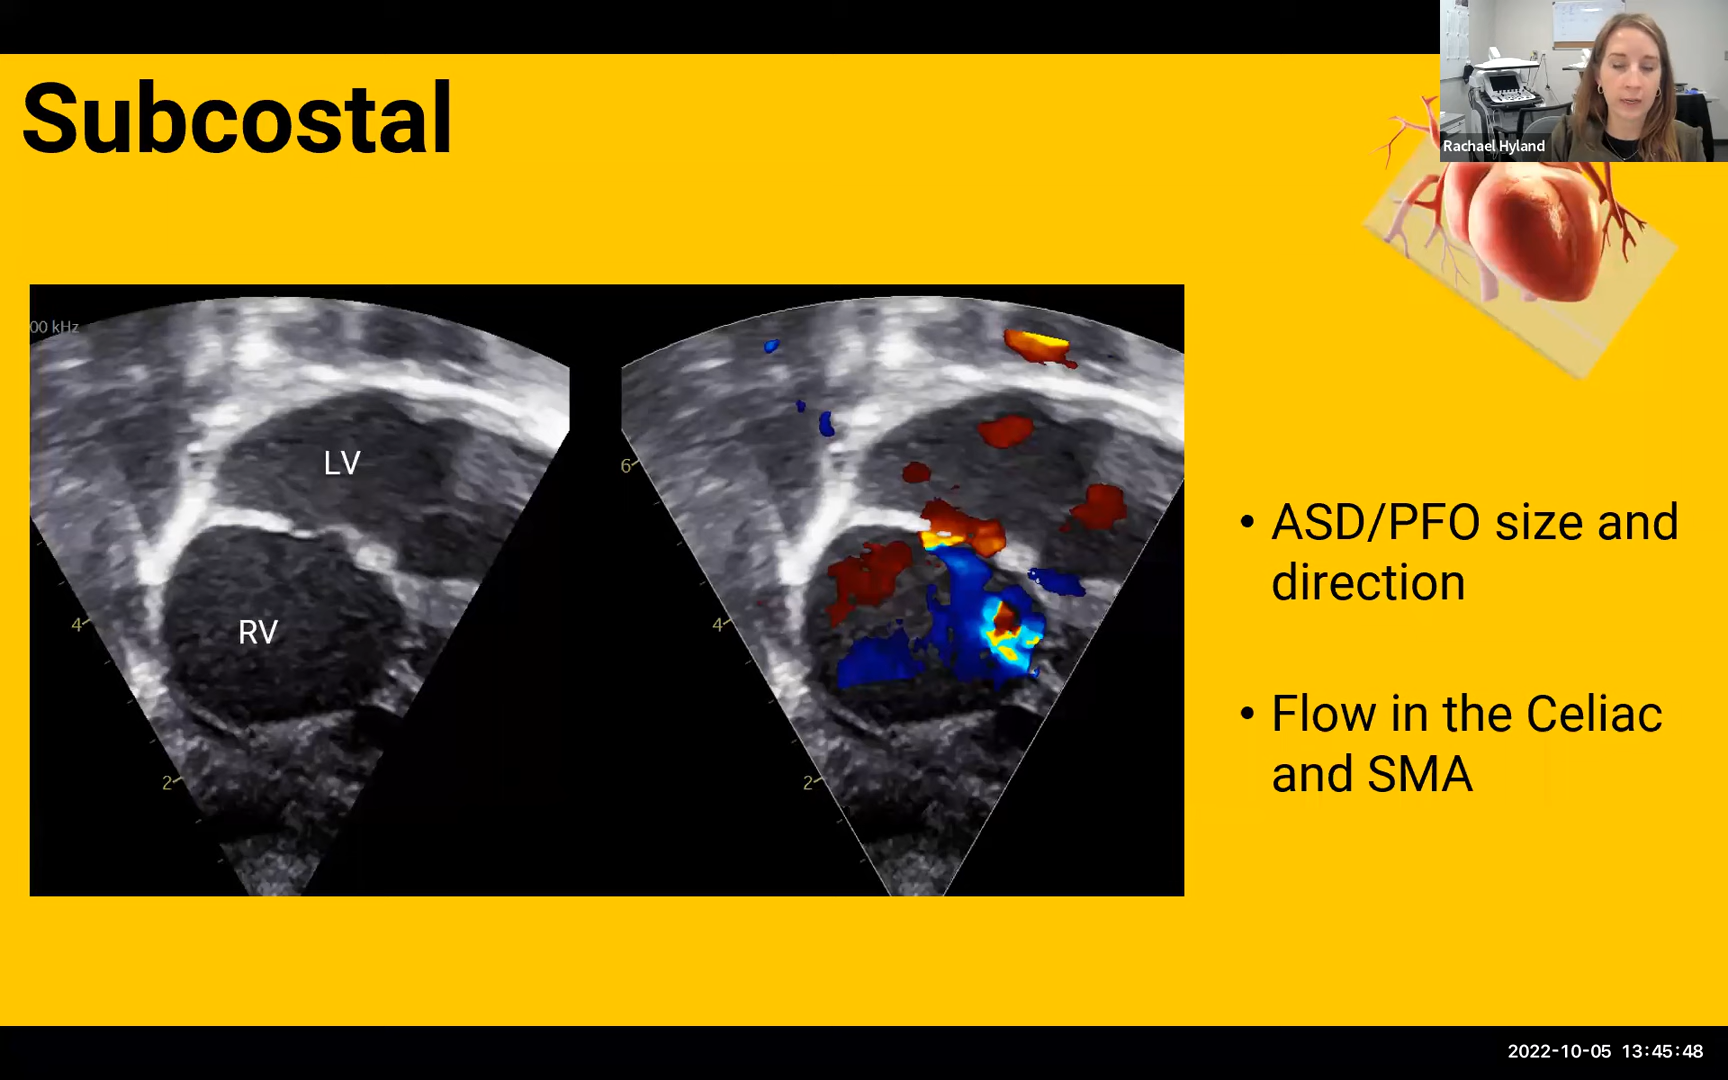 Subcostal
Rachael Hyland
00 kHz
LV
RV
4
2
6
4
2
• ASD/PFO size and
direction
• Flow in the Celiac
and SMA
2022-10-05 13:45:48